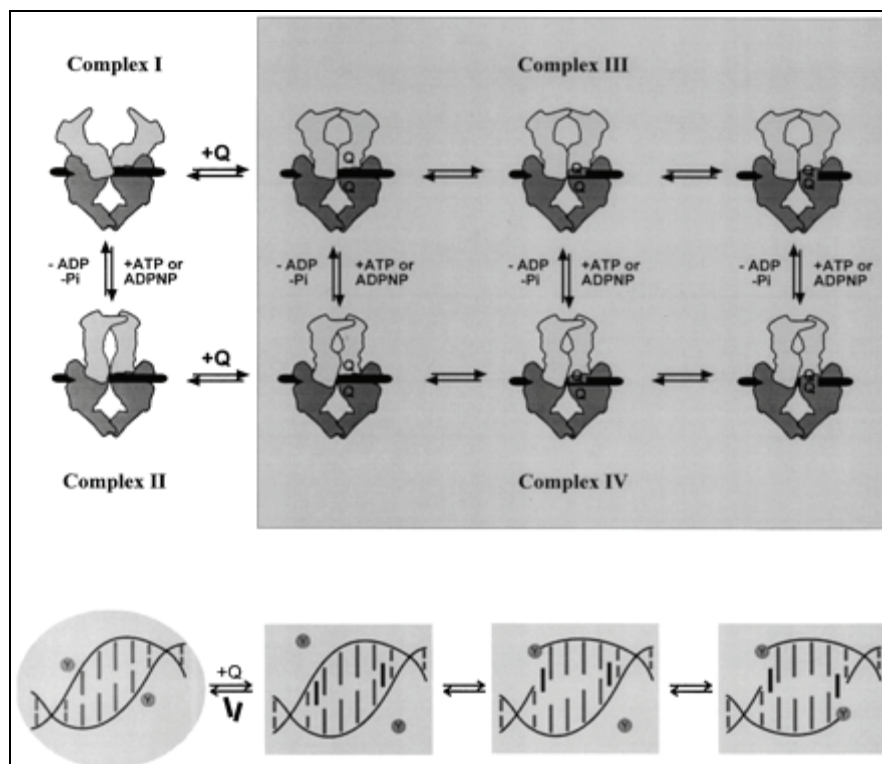 Complex I Complex III
+Q
Q
Q
Q
Q
Q
Q
- ADP +ATP or - ADP +ATP or - ADP +ATP or - ADP +ATP or
-Pi ADPNP -Pi ADPNP -Pi ADPNP -Pi ADPNP
+Q
Q
Q
Q
Q
Q
Q
Complex II Complex IV
+Q
Y
Y
Y
Y
Y
Y
Y
Y